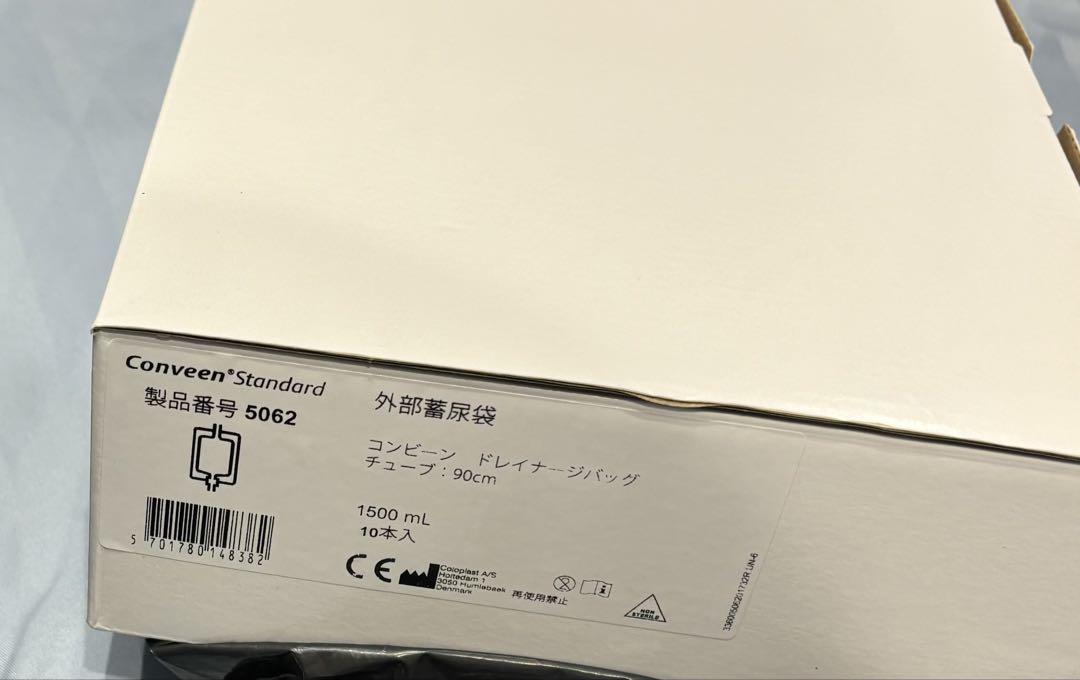 Conveen® Standard
製品番号 5062
外部蓄尿袋
コンビーン ドレイナージバッグ
チューブ：90cm
1500 mL
10本入
5 701780 148382
CE
Coloplast A/S
Holtedam 1
3050 Humlebaek
Denmark
再使用禁止
NON
STERILE